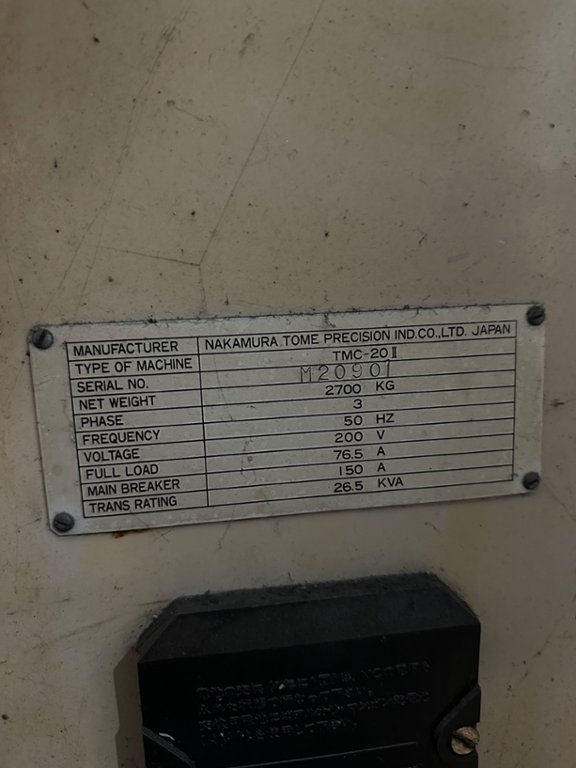 MANUFACTURER NAKAMURA TOME PRECISION IND.CO.,LTD. JAPAN
TYPE OF MACHINE TMC-20Ⅱ
SERIAL NO. M20901
NET WEIGHT 2700 KG
PHASE 3
FREQUENCY 50 HZ
VOLTAGE 200 V
FULL LOAD 76.5 A
MAIN BREAKER 150 A
TRANS RATING 26.5 KVA